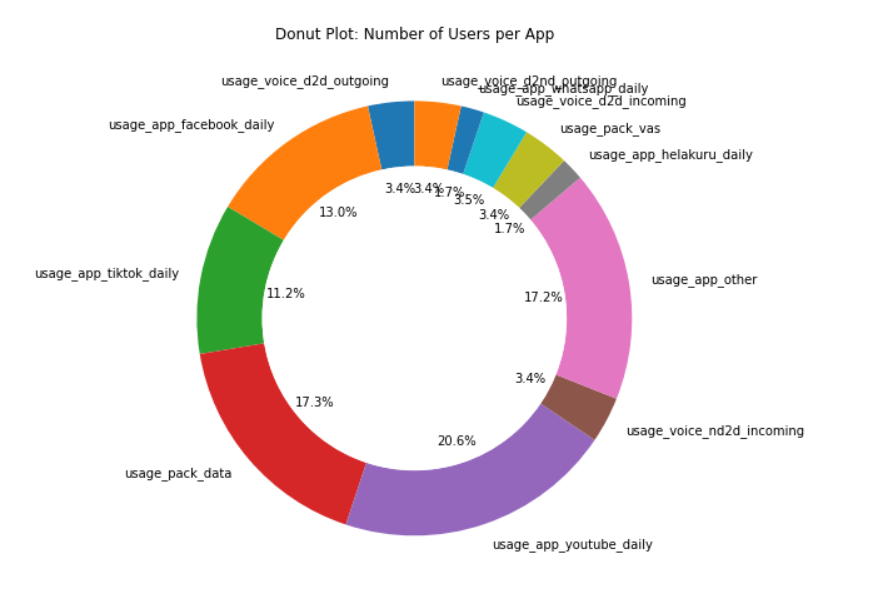 Donut Plot: Number of Users per App
usage_voice_d2d_outgoing
usage_voice_d2nd_outgoing
usage_app_whatsapp_daily
usage_voice_d2d_incoming
usage_app_facebook_daily
usage_pack_vas
usage_app_helakuru_daily
3.4%
3.4%
1.7%
3.5%
3.4%
1.7%
13.0%
usage_app_tiktok_daily
11.2%
17.2%
usage_app_other
3.4%
17.3%
usage_voice_nd2d_incoming
20.6%
usage_pack_data
usage_app_youtube_daily